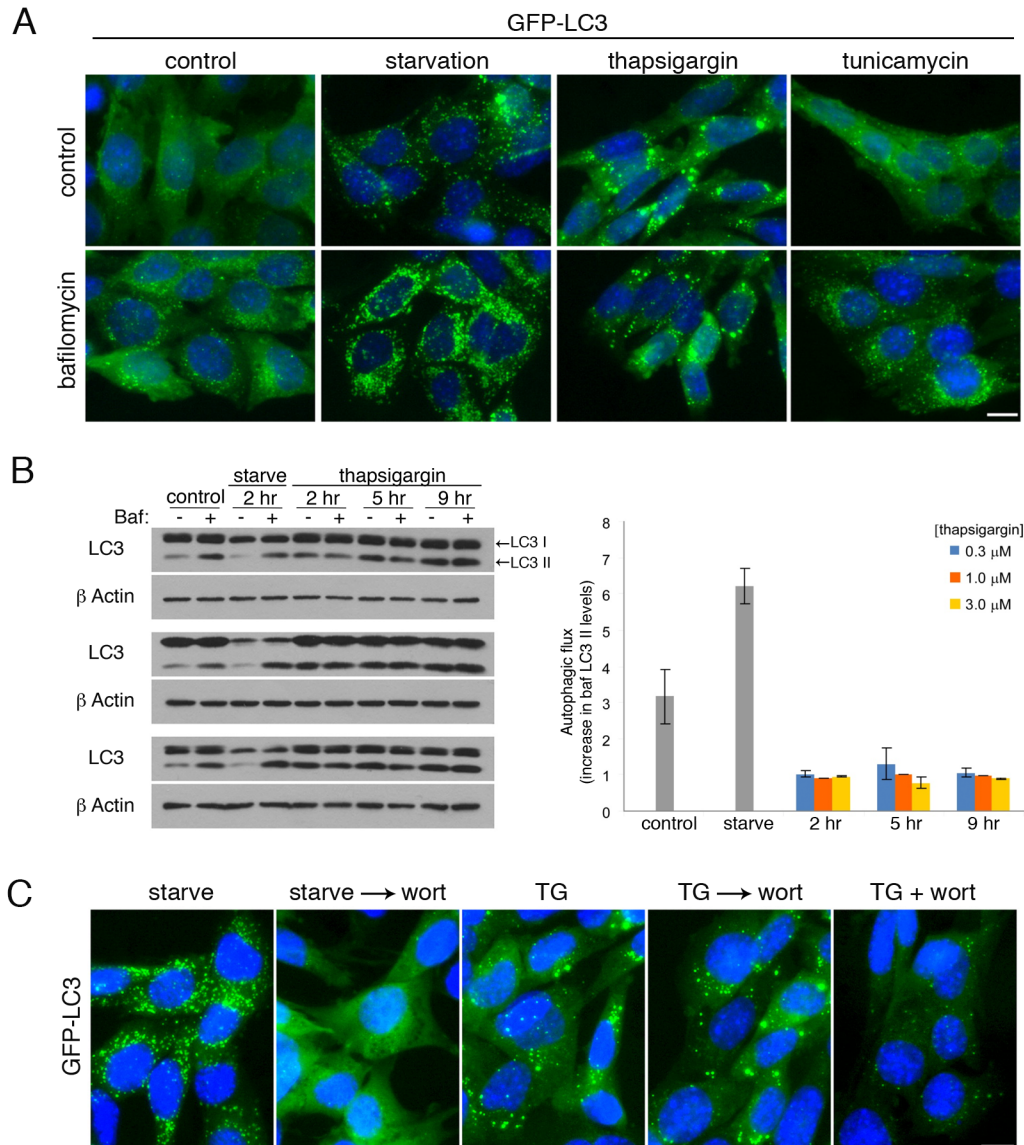 A
GFP-LC3
control
starvation
thapsigargin
tunicamycin
control
bafilomycin
B
starve
thapsigargin
control
2 hr
2 hr
5 hr
9 hr
Baf:
-
+
-
+
-
+
-
+
-
+
LC3
←LC3 I
←LC3 II
β Actin
LC3
β Actin
LC3
β Actin
Autophagic flux
(increase in baf LC3 II levels)
8
7
6
5
4
3
2
1
0
[thapsigargin]
0.3 μM
1.0 μM
3.0 μM
control
starve
2 hr
5 hr
9 hr
C
starve
starve → wort
TG
TG → wort
TG + wort
GFP-LC3